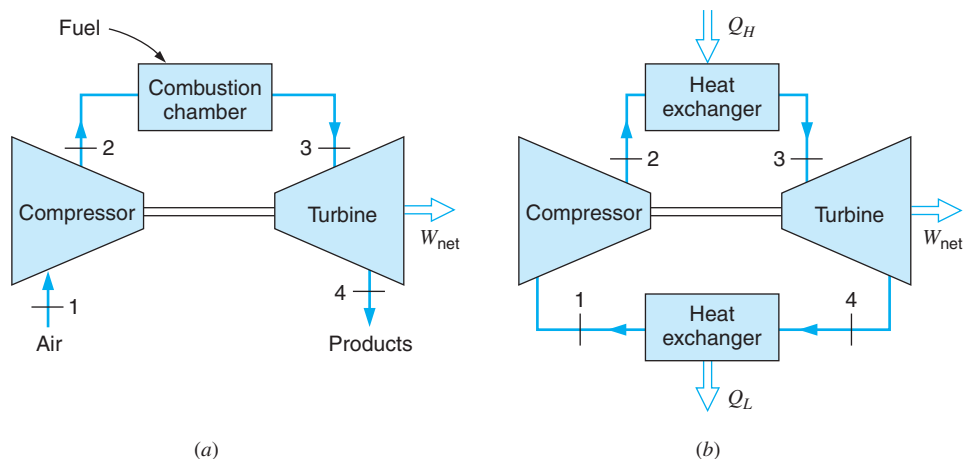 Fuel
Combustion
chamber
2
3
Compressor
Turbine
W_net
1
4
Air
Products
(a)
Q_H
Heat
exchanger
2
3
Compressor
Turbine
W_net
1
4
Heat
exchanger
Q_L
(b)